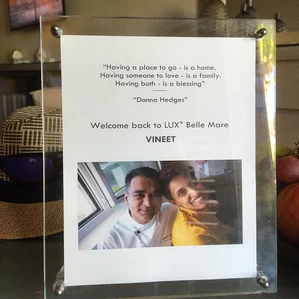 "Having a place to go - is a home.
Having someone to love - is a family.
Having both - is a blessing"
"Donna Hedges"
Welcome back to LUX* Belle Mare
VINEET